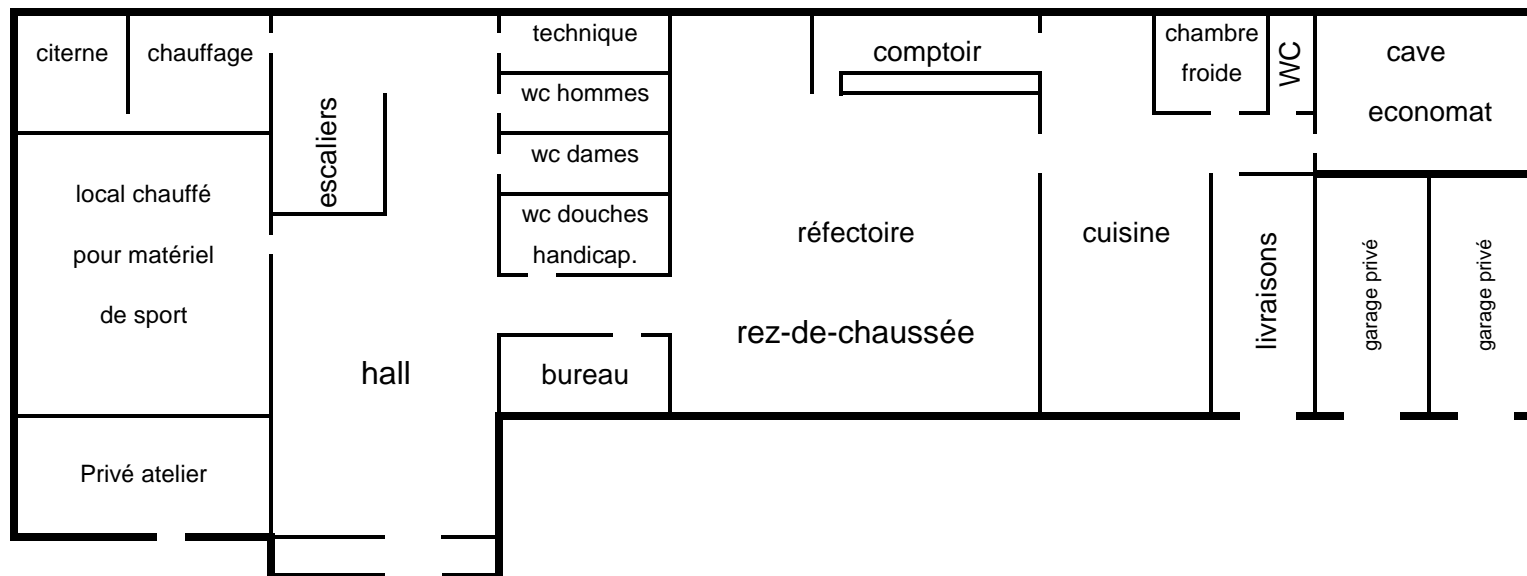 citerne
chauffage
escaliers
technique
wc hommes
wc dames
wc douches
handicap.
comptoir
chambre
froide
WC
cave
economat
local chauffé
pour matériel
de sport
réfectoire
cuisine
livraisons
garage privé
garage privé
rez-de-chaussée
hall
bureau
Privé atelier